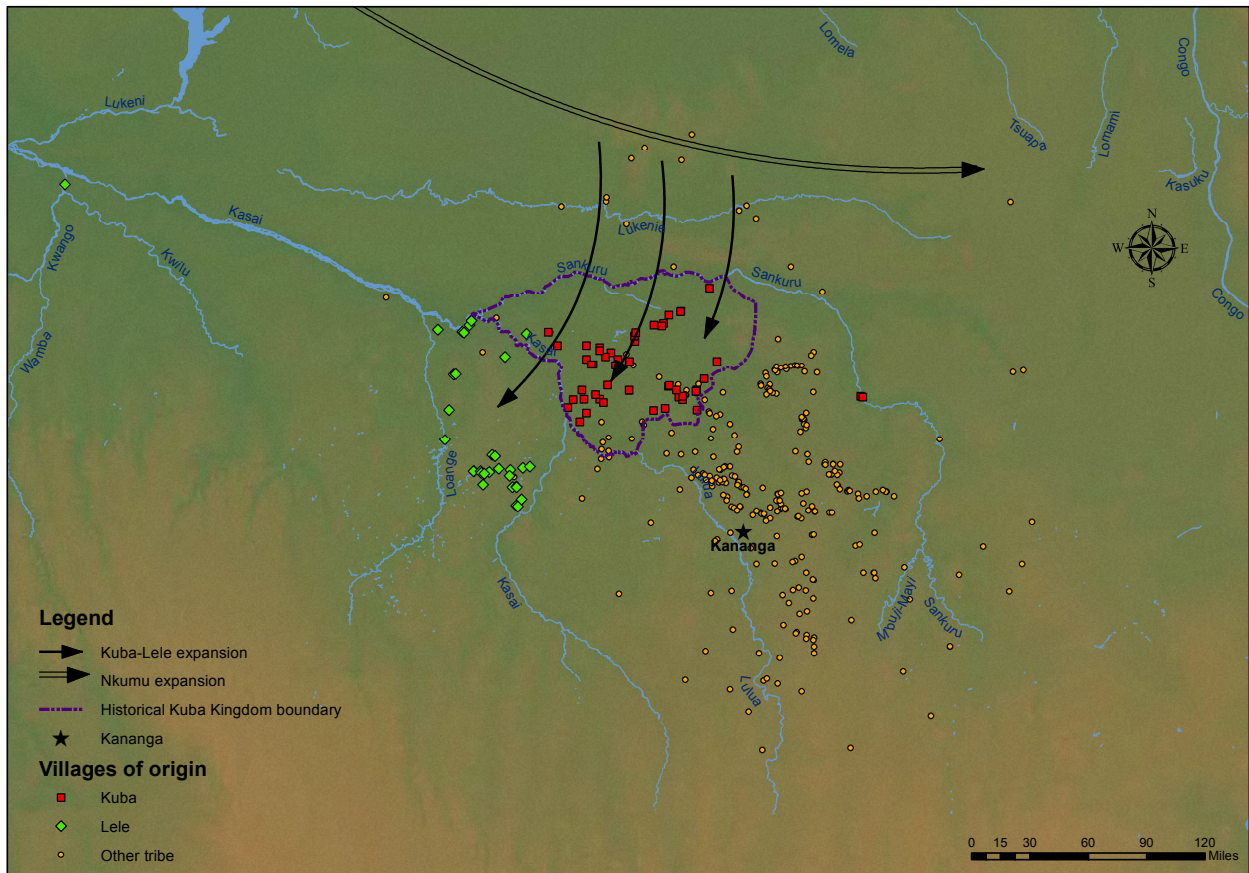 Lomela
Congo
Lukeni
Tsuapa
Lomami
Kasuku
Kasai
Kwango
Kwilu
Lukenie
N
W E
S
Sankuru
Sankuru
Congo
Wamba
Kasai
Loange
Kananga
Kasai
M'buji-Mayi
Sankuru
Lulua
Legend
Kuba-Lele expansion
Nkumu expansion
Historical Kuba Kingdom boundary
Kananga
Villages of origin
Kuba
Lele
Other tribe
0 15 30 60 90 120
Miles